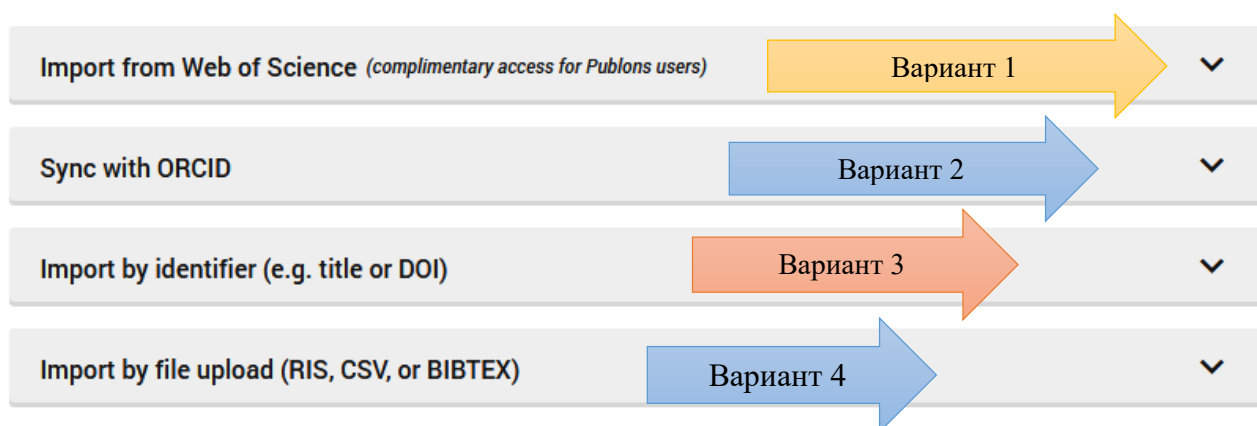 Import from Web of Science (complimentary access for Publons users) Вариант 1
Sync with ORCID Вариант 2
Import by identifier (e.g. title or DOI) Вариант 3
Import by file upload (RIS, CSV, or BIBTEX) Вариант 4